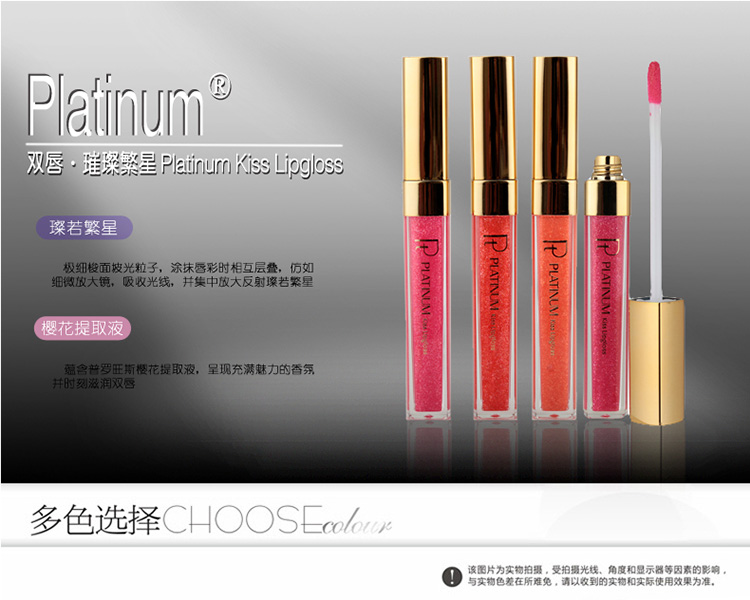 Platinum®
双唇·璀璨繁星 Platinum Kiss Lipgloss
璨若繁星
极细梭面披光粒子，涂抹唇彩时相互层叠，仿如
细微放大镜，吸收光线，并集中放大反射璨若繁星
樱花提取液
蕴含普罗旺斯樱花提取液，呈现充满魅力的香氛
并时刻滋润双唇
PLATINUM
PLATINUM
PLATINUM
PLATINUM
多色选择CHOOSEcolour
该图片为实物拍摄，受拍摄光线、角度和显示器等因素的影响，
与实物色差在所难免，请以收到的实物和实际使用效果为准。